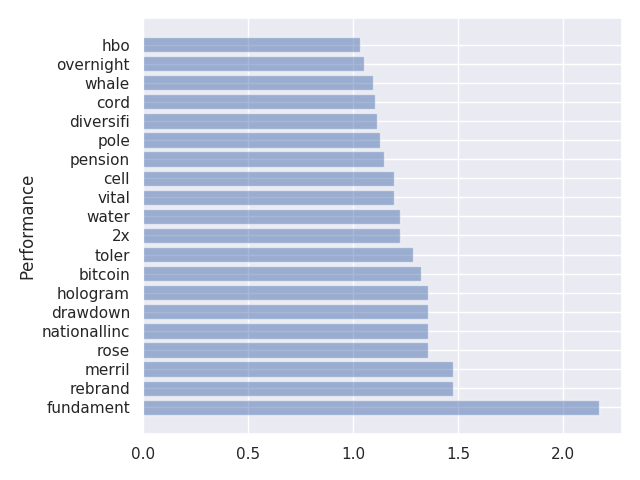 hbo
overnight
whale
cord
diversifi
pole
pension
cell
vital
water
2x
toler
bitcoin
hologram
drawdown
nationallinc
rose
merril
rebrand
fundament
Performance
0.0 0.5 1.0 1.5 2.0